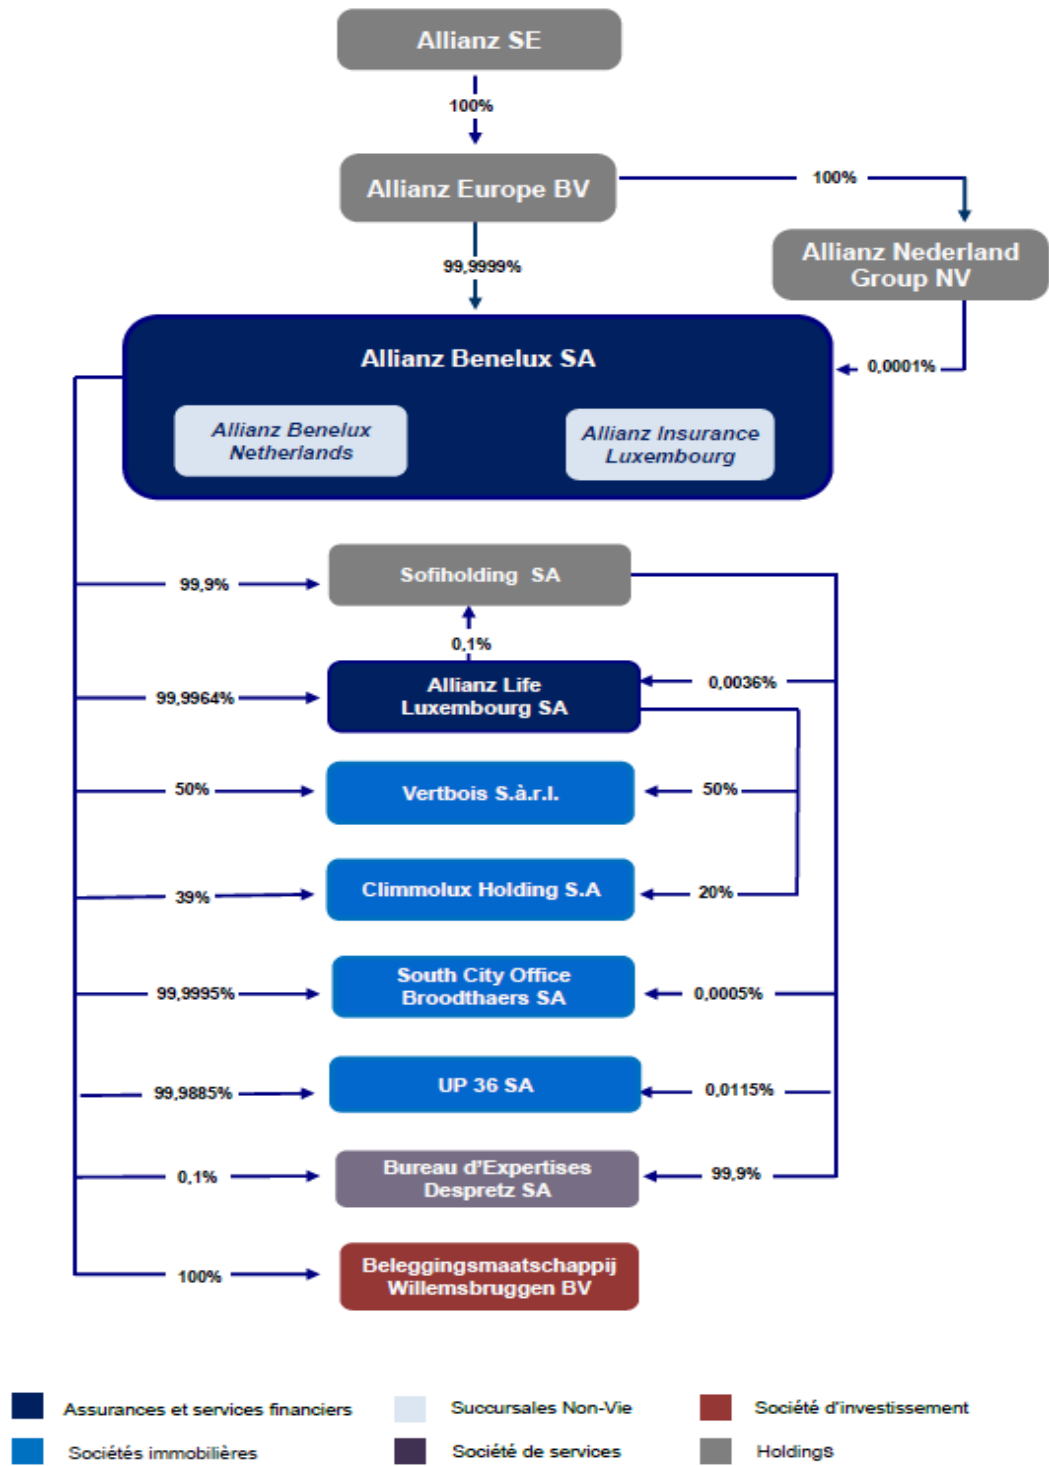 Allianz SE
100%
Allianz Europe BV
100%
Allianz Nederland
Group NV
99,9999%
Allianz Benelux SA
0,0001%
Allianz Benelux
Netherlands
Allianz Insurance
Luxembourg
Sofiholding SA
99,9%
0,1%
Allianz Life
Luxembourg SA
99,9964%
0,0036%
50%
Vertbois S.à.r.l.
50%
39%
Climmolux Holding S.A
20%
South City Office
Broodthaers SA
99,9995%
0,0005%
99,9885%
UP 36 SA
0,0115%
0,1%
Bureau d'Expertises
Despretz SA
99,9%
100%
Beleggingsmaatschappij
Willemsbruggen BV
Assurances et services financiers
Succursales Non-Vie
Société d'investissement
Sociétés immobilières
Société de services
Holdings